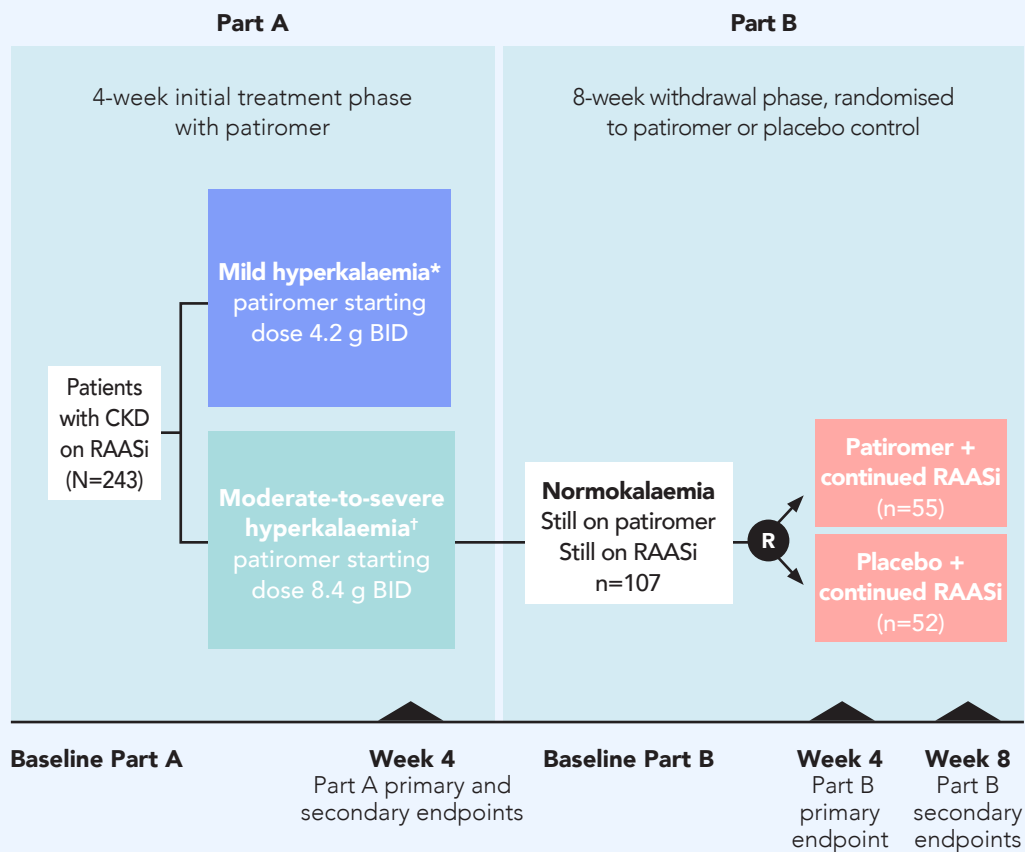 Part A
4-week initial treatment phase
with patiromer
Mild hyperkalaemia*
patiromer starting
dose 4.2 g BID
Patients
with CKD
on RAASi
(N=243)
Moderate-to-severe
hyperkalaemia†
patiromer starting
dose 8.4 g BID
Part B
8-week withdrawal phase, randomised
to patiromer or placebo control
Normokalaemia
Still on patiromer
Still on RAASi
n=107
R
Patiromer +
continued RAASi
(n=55)
Placebo +
continued RAASi
(n=52)
Baseline Part A
Week 4
Part A primary and
secondary endpoints
Baseline Part B
Week 4
Part B
primary
endpoint
Week 8
Part B
secondary
endpoints